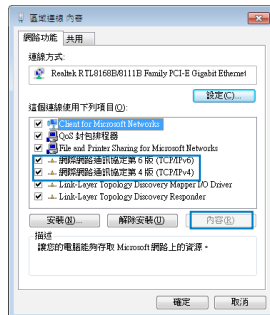 區域連線 內容
網路功能 共用
連線方式:
Realtek RTL8168B/8111B Family PCI-E Gigabit Ethernet
設定(C)...
這個連線使用下列項目(O):
Client for Microsoft Networks
QoS 封包排程器
File and Printer Sharing for Microsoft Networks
網際網路通訊協定第 6 版 (TCP/IPv6)
網際網路通訊協定第 4 版 (TCP/IPv4)
Link-Layer Topology Discovery Mapper I/O Driver
Link-Layer Topology Discovery Responder
安裝(N)... 解除安裝(U) 內容(R)
描述
讓您的電腦能夠存取 Microsoft 網路上的資源。
確定 取消